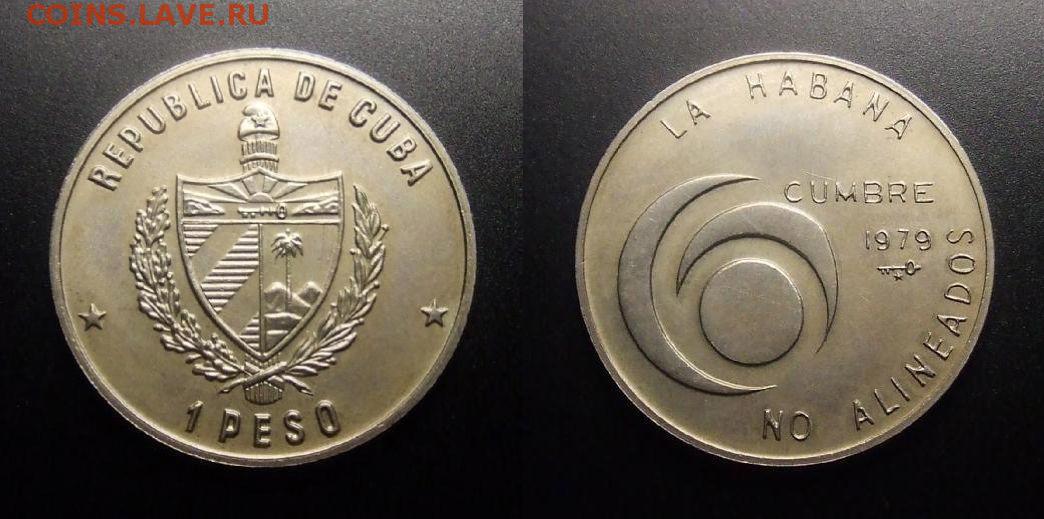 COINS.LAVE.RU
REPUBLICA DE CUBA
1 PESO
LA HABANA
CUMBRE
1979
NO ALINEADOS